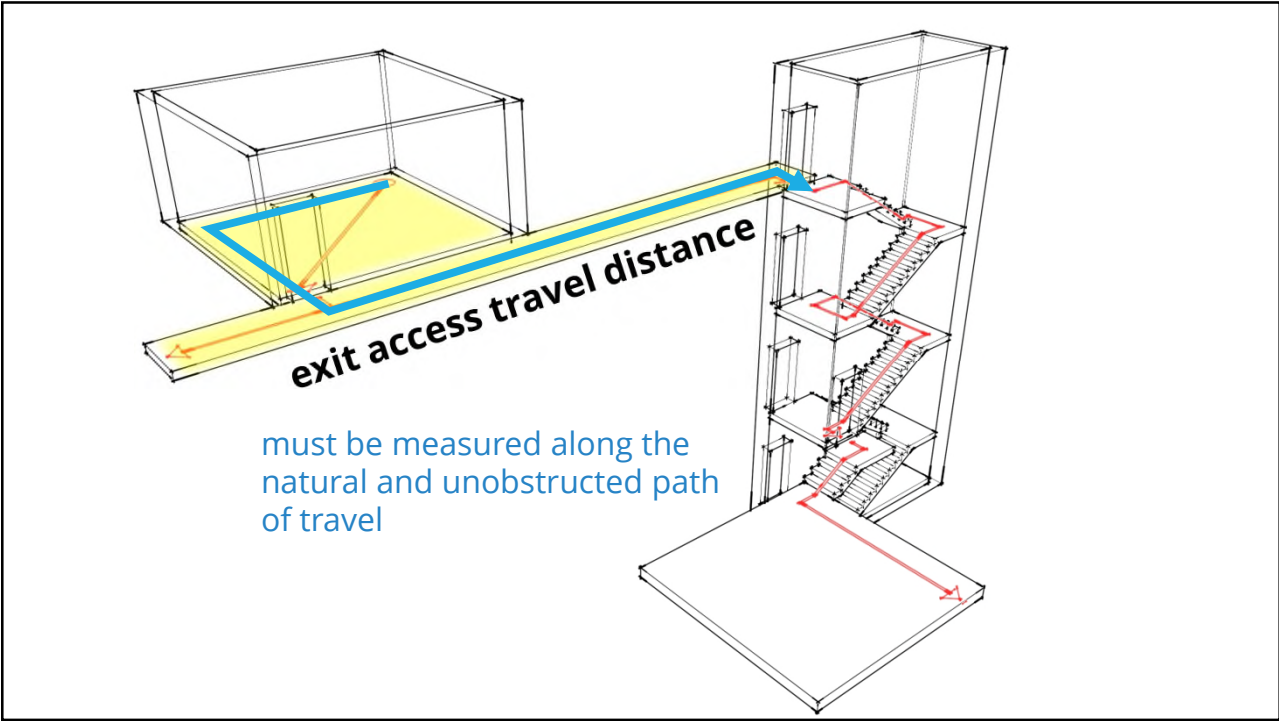 exit access travel distance
must be measured along the
natural and unobstructed path
of travel